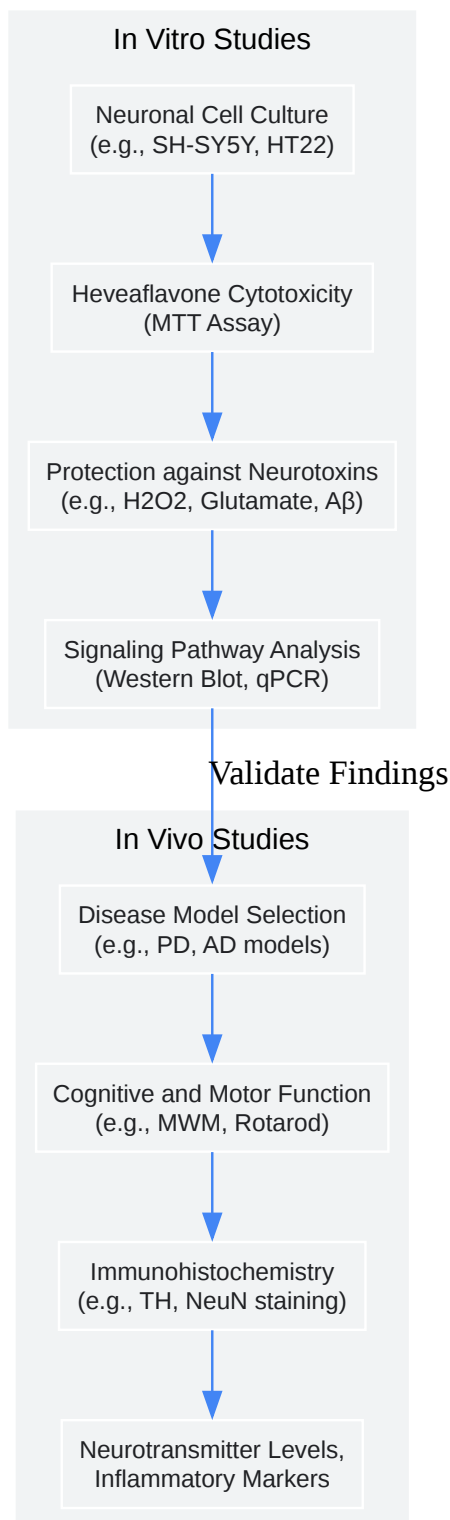 In Vitro Studies
Neuronal Cell Culture
(e.g., SH-SY5Y, HT22)
Heveaflavone Cytotoxicity
(MTT Assay)
Protection against Neurotoxins
(e.g., H2O2, Glutamate, Aβ)
Signaling Pathway Analysis
(Western Blot, qPCR)
Validate Findings
In Vivo Studies
Disease Model Selection
(e.g., PD, AD models)
Cognitive and Motor Function
(e.g., MWM, Rotarod)
Immunohistochemistry
(e.g., TH, NeuN staining)
Neurotransmitter Levels,
Inflammatory Markers